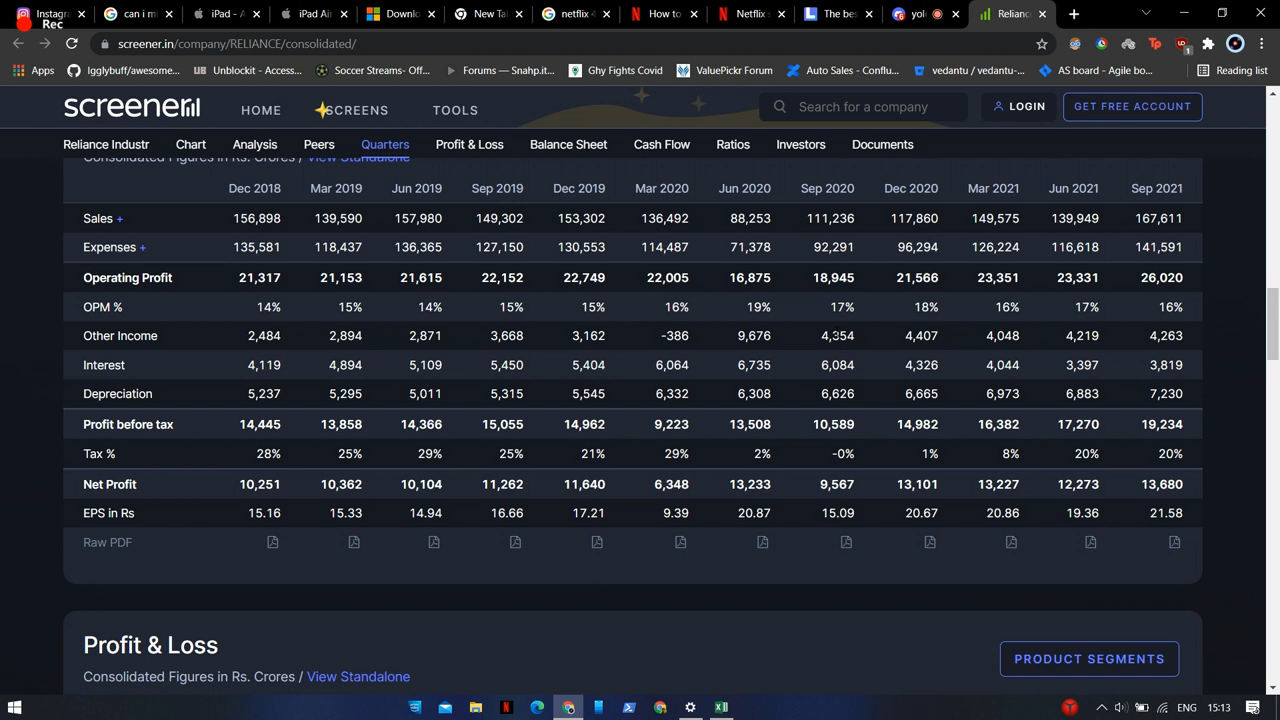 Rec
Instagra
can i mi
iPad - A
iPad Air
Downlo
New Tal
netflix 4
How to
Netflix
The bes
yol
Relianc
screener.in/company/RELIANCE/consolidated/
Apps
Igglybuff/awesome...
Unblockit - Access...
Soccer Streams- Off...
Forums — Snahp.it...
Ghy Fights Covid
ValuePickr Forum
Auto Sales - Conflu...
vedantu / vedantu-...
AS board - Agile bo...
Reading list
screener
HOME
SCREENS
TOOLS
Search for a company
LOGIN
GET FREE ACCOUNT
Reliance Industr Chart Analysis Peers Quarters Profit & Loss Balance Sheet Cash Flow Ratios Investors Documents
Consolidated Figures in Rs. Crores / View Standalone
Dec 2018 Mar 2019 Jun 2019 Sep 2019 Dec 2019 Mar 2020 Jun 2020 Sep 2020 Dec 2020 Mar 2021 Jun 2021 Sep 2021
Sales + 156,898 139,590 157,980 149,302 153,302 136,492 88,253 111,236 117,860 149,575 139,949 167,611
Expenses + 135,581 118,437 136,365 127,150 130,553 114,487 71,378 92,291 96,294 126,224 116,618 141,591
Operating Profit 21,317 21,153 21,615 22,152 22,749 22,005 16,875 18,945 21,566 23,351 23,331 26,020
OPM % 14% 15% 14% 15% 15% 16% 19% 17% 18% 16% 17% 16%
Other Income 2,484 2,894 2,871 3,668 3,162 -386 9,676 4,354 4,407 4,048 4,219 4,263
Interest 4,119 4,894 5,109 5,450 5,404 6,064 6,735 6,084 4,326 4,044 3,397 3,819
Depreciation 5,237 5,295 5,011 5,315 5,545 6,332 6,308 6,626 6,665 6,973 6,883 7,230
Profit before tax 14,445 13,858 14,366 15,055 14,962 9,223 13,508 10,589 14,982 16,382 17,270 19,234
Tax % 28% 25% 29% 25% 21% 29% 2% -0% 1% 8% 20% 20%
Net Profit 10,251 10,362 10,104 11,262 11,640 6,348 13,233 9,567 13,101 13,227 12,273 13,680
EPS in Rs 15.16 15.33 14.94 16.66 17.21 9.39 20.87 15.09 20.67 20.86 19.36 21.58
Raw PDF
Profit & Loss
Consolidated Figures in Rs. Crores / View Standalone
PRODUCT SEGMENTS
ENG
15:13